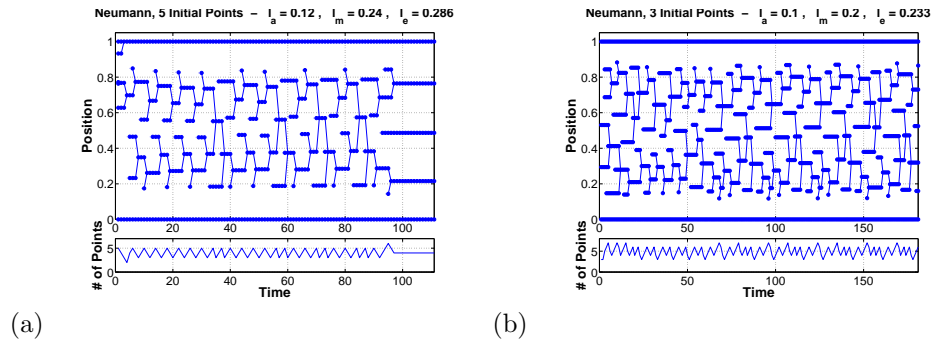 Neumann, 5 Initial Points − l_a = 0.12 , l_m = 0.24 , l_e = 0.286
1
0.8
0.6
0.4
0.2
0
Position
0 20 40 60 80 100
# of Points
5
0
0 20 40 60 80 100
Time
(a)
Neumann, 3 Initial Points − l_a = 0.1 , l_m = 0.2 , l_e = 0.233
1
0.8
0.6
0.4
0.2
0
Position
0 50 100 150
# of Points
5
0
0 50 100 150
Time
(b)